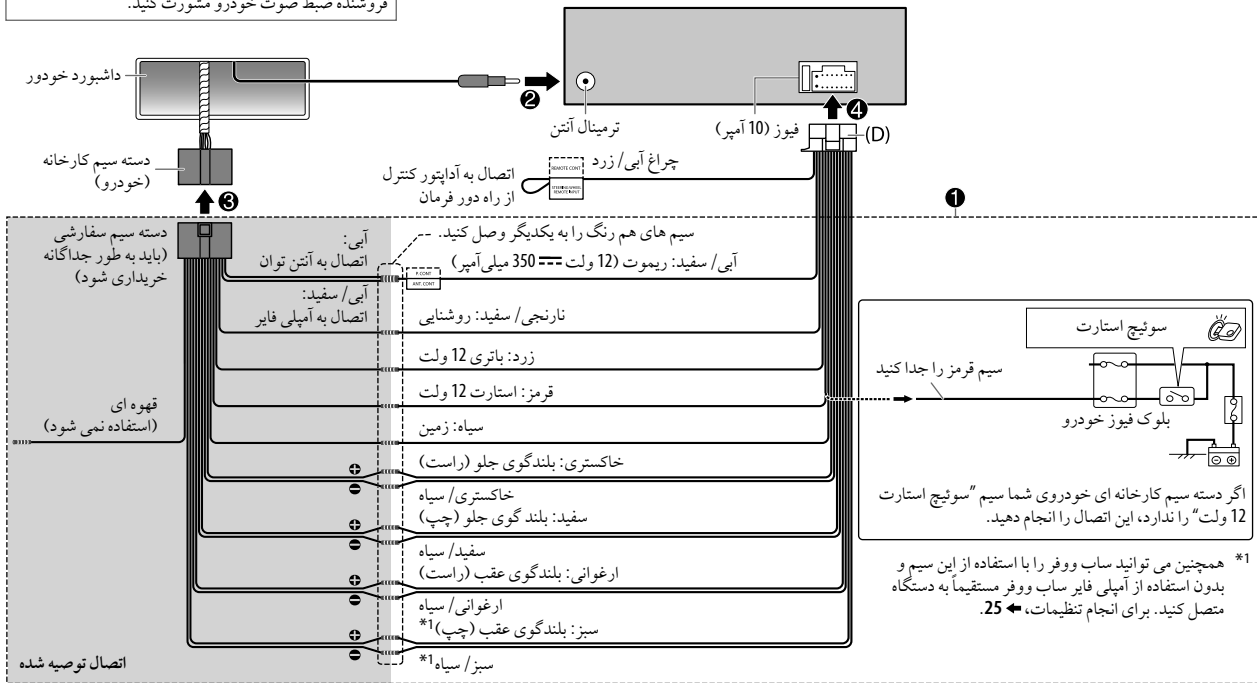 فروشنده ضبط صوت خودرو مشورت کنید.
داشبورد خودور
❷
ترمینال آنتن
فیوز (10 آمپر)
❹
(D)
دسته سیم کارخانه
(خودرو)
❸
چراغ آبی/ زرد
REMOTE CONT
STEERING WHEEL
REMOTE INPUT
اتصال به آداپتور کنترل
از راه دور فرمان
❶
دسته سیم سفارشی
(باید به طور جداگانه
خریداری شود)
آبی:
اتصال به آنتن توان
سیم های هم رنگ را به یکدیگر وصل کنید.
P. CONT
ANT. CONT
آبی/ سفید: ریموت (12 ولت ⎓ 350 میلی‌آمپر)
آبی/ سفید:
اتصال به آمپلی فایر
نارنجی/ سفید: روشنایی
زرد: باتری 12 ولت
قرمز: استارت 12 ولت
قهوه ای
(استفاده نمی شود)
سیاه: زمین
خاکستری: بلندگوی جلو (راست)
خاکستری/ سیاه
سفید: بلند گوی جلو (چپ)
سفید/ سیاه
ارغوانی: بلندگوی عقب (راست)
ارغوانی/ سیاه
سبز: بلندگوی عقب (چپ)*1
سبز/ سیاه*1
اتصال توصیه شده
سوئیچ استارت
سیم قرمز را جدا کنید
بلوک فیوز خودرو
اگر دسته سیم کارخانه ای خودروی شما سیم "سوئیچ استارت
12 ولت" را ندارد، این اتصال را انجام دهید.
*1 همچنین می توانید ساب ووفر را با استفاده از این سیم و
بدون استفاده از آمپلی فایر ساب ووفر مستقیماً به دستگاه
متصل کنید. برای انجام تنظیمات، ➜ 25.